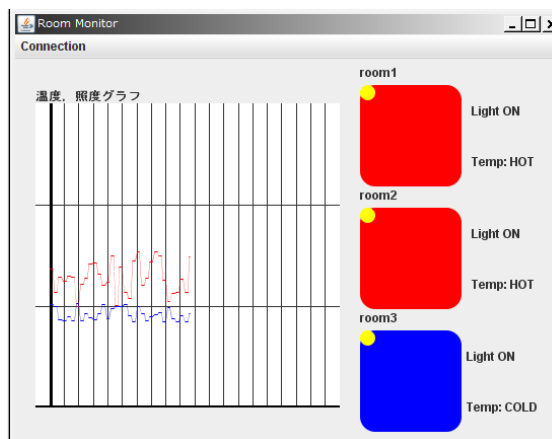 Room Monitor
Connection
温度，照度グラフ
room1
Light ON
Temp: HOT
room2
Light ON
Temp: HOT
room3
Light ON
Temp: COLD